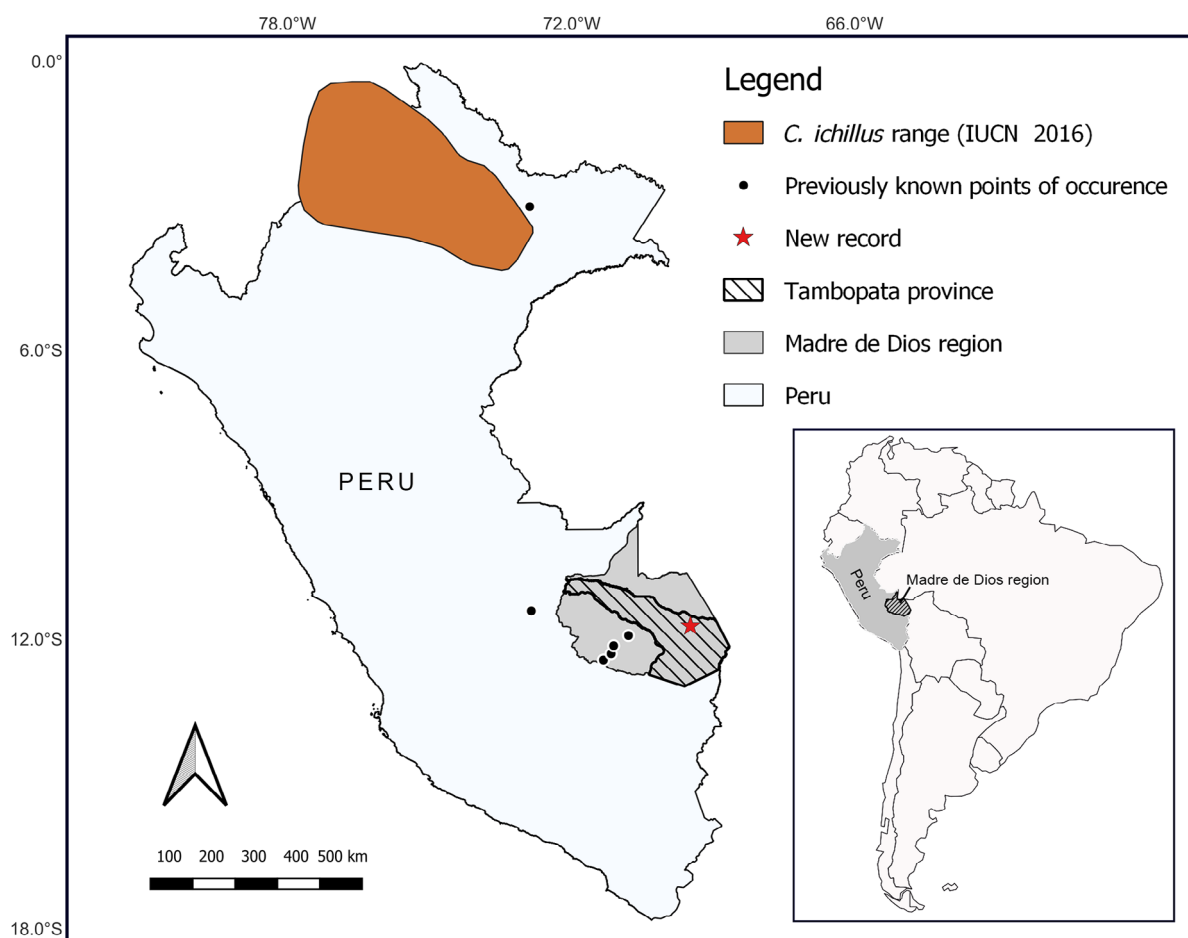 78.0°W 72.0°W 66.0°W
0.0°
6.0°S
12.0°S
18.0°S
Legend
C. ichillus range (IUCN 2016)
Previously known points of occurence
New record
Tambopata province
Madre de Dios region
Peru
PERU
100 200 300 400 500 km
Peru
Madre de Dios region